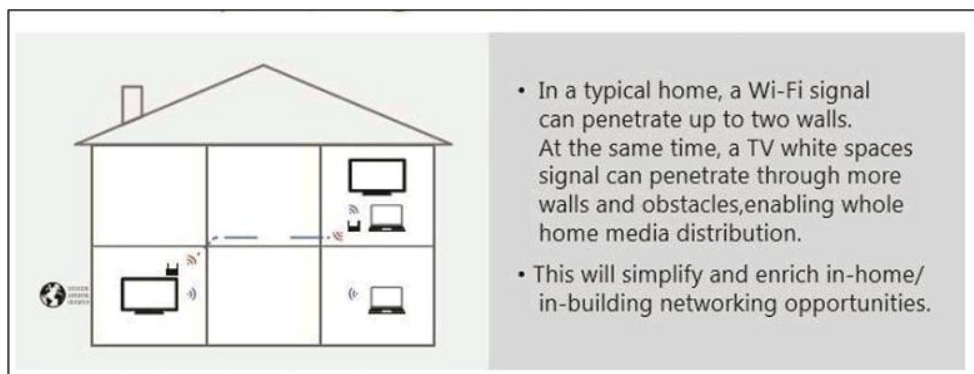 • In a typical home, a Wi-Fi signal
can penetrate up to two walls.
At the same time, a TV white spaces
signal can penetrate through more
walls and obstacles,enabling whole
home media distribution.
• This will simplify and enrich in-home/
in-building networking opportunities.